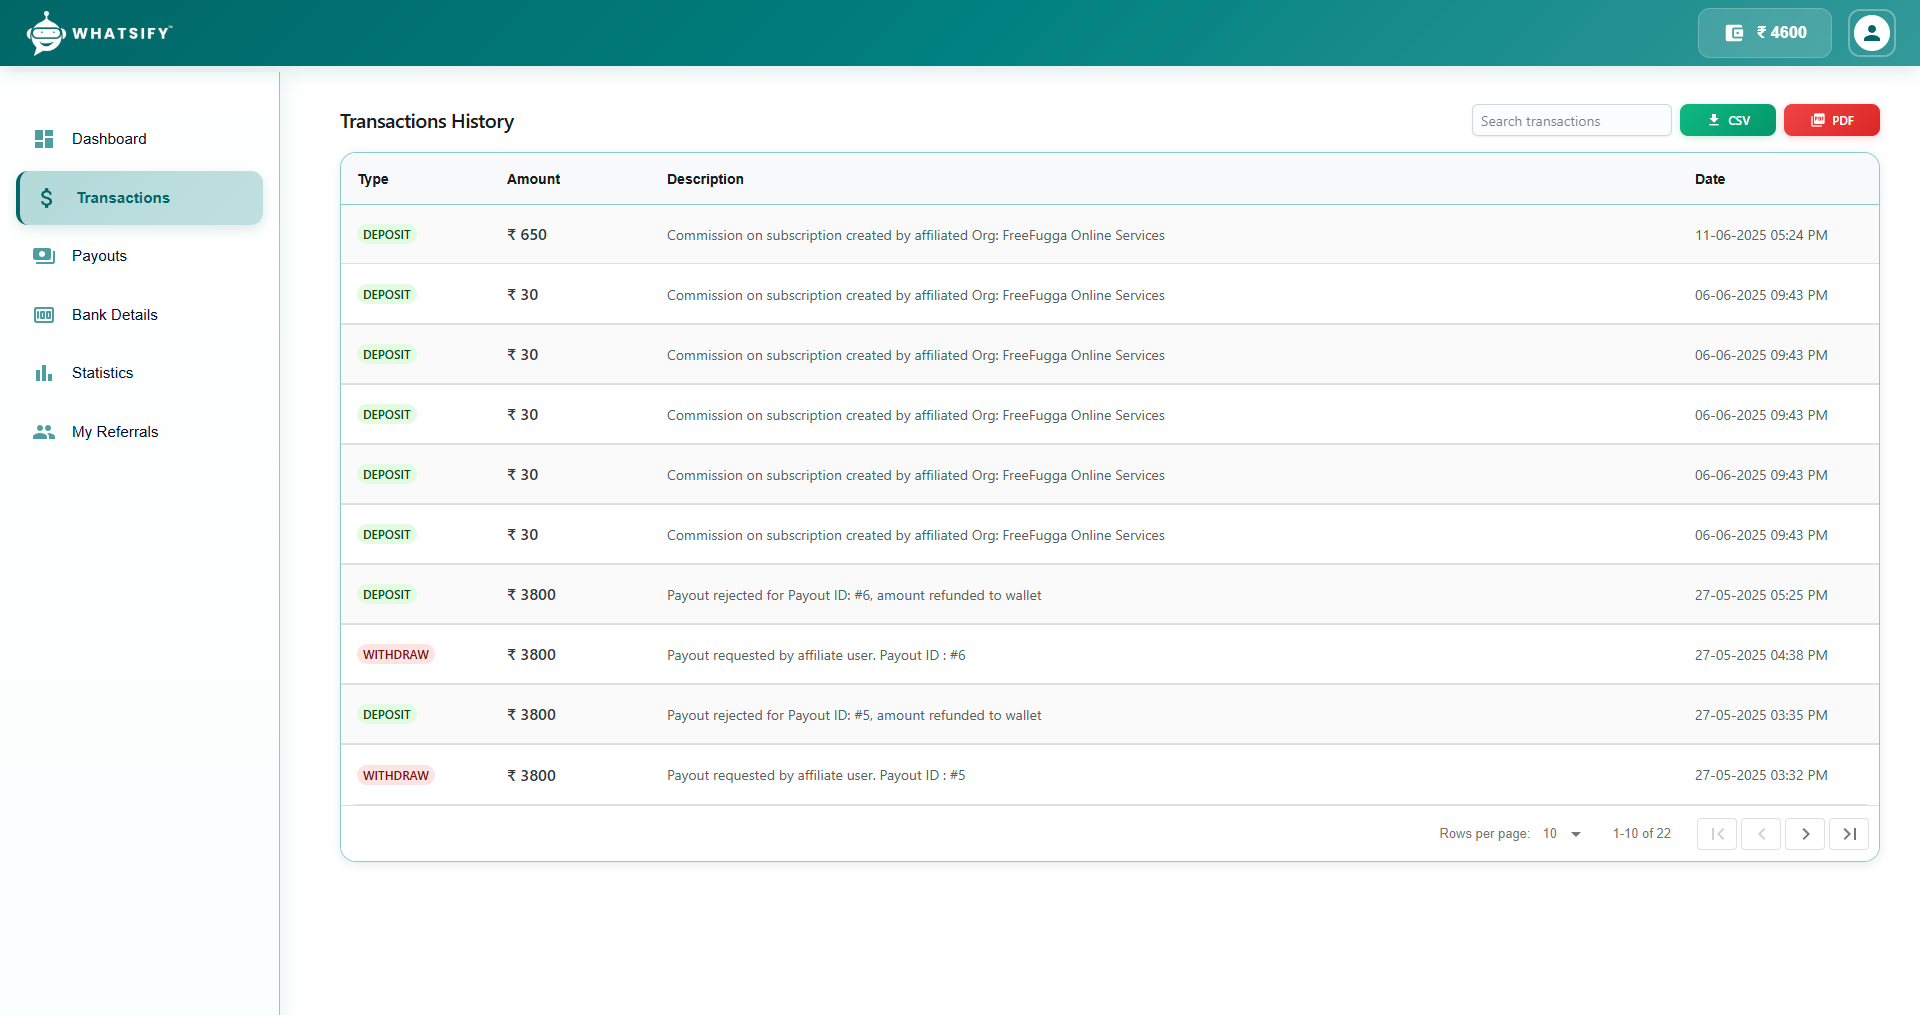 WHATSIFY™
₹ 4600
Dashboard
Transactions
Payouts
Bank Details
Statistics
My Referrals
Transactions History
Search transactions
CSV
PDF
Type Amount Description Date
DEPOSIT ₹ 650 Commission on subscription created by affiliated Org: FreeFugga Online Services 11-06-2025 05:24 PM
DEPOSIT ₹ 30 Commission on subscription created by affiliated Org: FreeFugga Online Services 06-06-2025 09:43 PM
DEPOSIT ₹ 30 Commission on subscription created by affiliated Org: FreeFugga Online Services 06-06-2025 09:43 PM
DEPOSIT ₹ 30 Commission on subscription created by affiliated Org: FreeFugga Online Services 06-06-2025 09:43 PM
DEPOSIT ₹ 30 Commission on subscription created by affiliated Org: FreeFugga Online Services 06-06-2025 09:43 PM
DEPOSIT ₹ 30 Commission on subscription created by affiliated Org: FreeFugga Online Services 06-06-2025 09:43 PM
DEPOSIT ₹ 3800 Payout rejected for Payout ID: #6, amount refunded to wallet 27-05-2025 05:25 PM
WITHDRAW ₹ 3800 Payout requested by affiliate user. Payout ID : #6 27-05-2025 04:38 PM
DEPOSIT ₹ 3800 Payout rejected for Payout ID: #5, amount refunded to wallet 27-05-2025 03:35 PM
WITHDRAW ₹ 3800 Payout requested by affiliate user. Payout ID : #5 27-05-2025 03:32 PM
Rows per page: 10 1-10 of 22